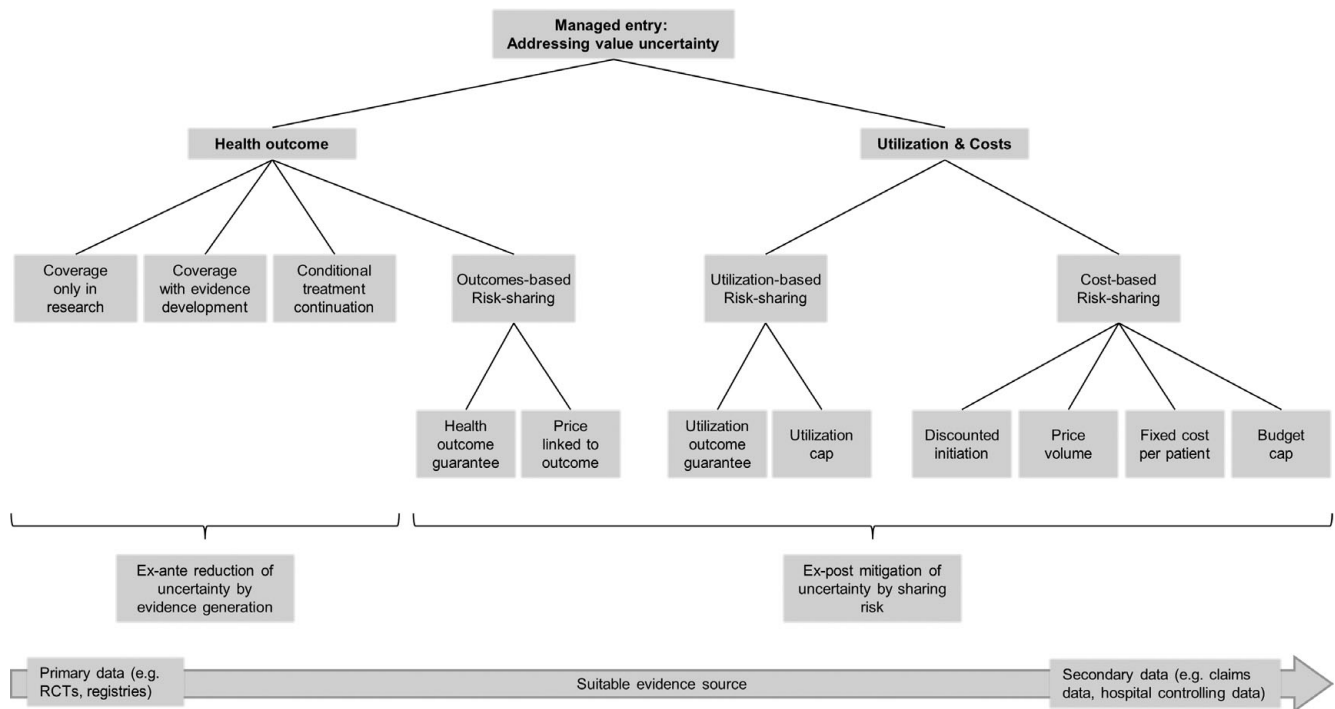 Managed entry:
Addressing value uncertainty
Health outcome
Utilization & Costs
Coverage
only in
research
Coverage
with evidence
development
Conditional
treatment
continuation
Outcomes-based
Risk-sharing
Utilization-based
Risk-sharing
Cost-based
Risk-sharing
Health
outcome
guarantee
Price
linked to
outcome
Utilization
outcome
guarantee
Utilization
cap
Discounted
initiation
Price
volume
Fixed cost
per patient
Budget
cap
Ex-ante reduction of
uncertainty by
evidence generation
Ex-post mitigation of
uncertainty by sharing
risk
Primary data (e.g.
RCTs, registries)
Suitable evidence source
Secondary data (e.g. claims
data, hospital controlling data)